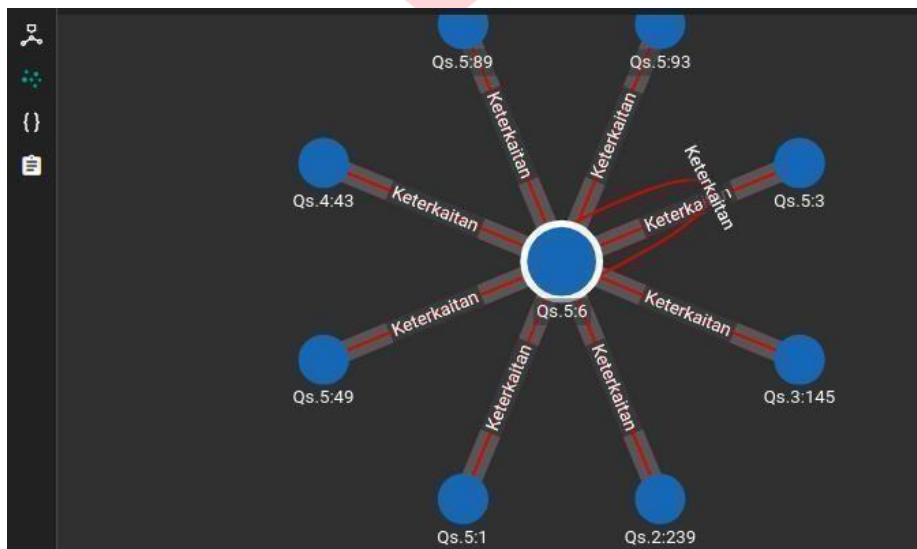 Qs.5:89
Qs.5:93
Keterkaitan
Keterkaitan
Keterkaitan
Qs.4:43
Keterkaitan
Keterka
Qs.5:3
{}
Qs.5:6
Keterkaitan
Keterkaitan
Qs.5:49
Qs.3:145
Keterkaitan
Keterkaitan
Qs.5:1
Qs.2:239